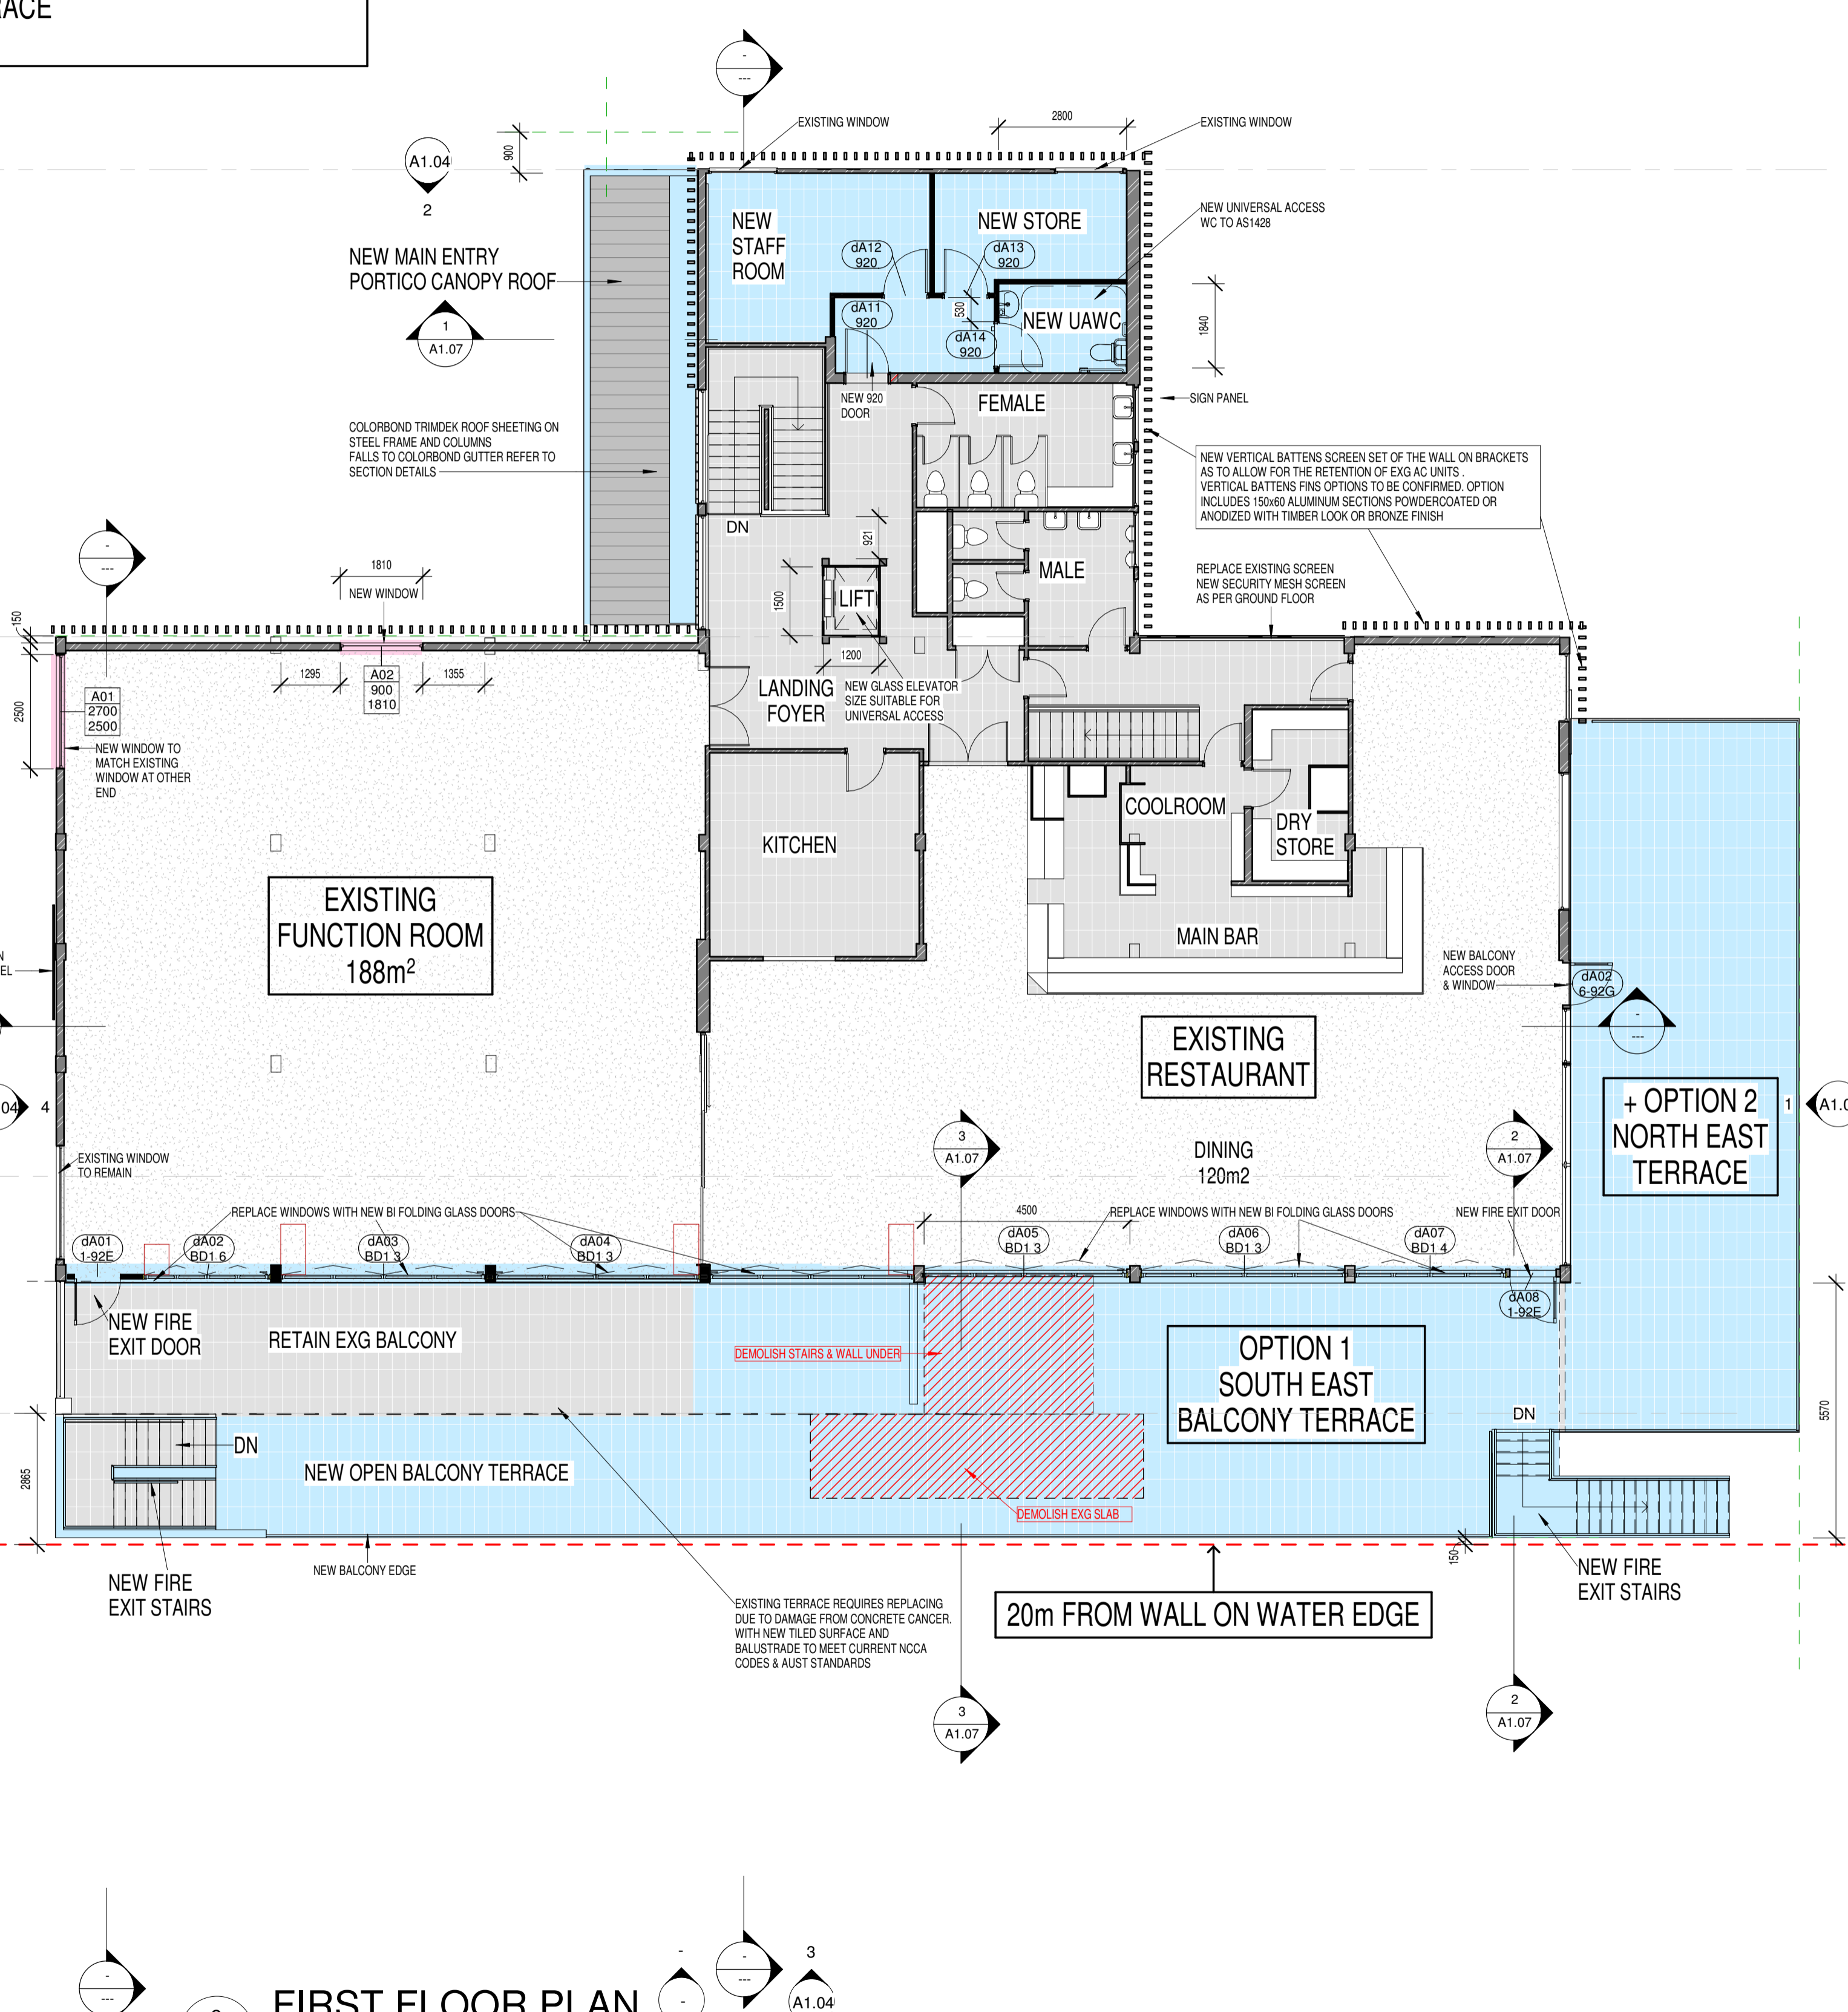 RACE
-
---
EXISTING WINDOW
2800
EXISTING WINDOW
900
A1.04
2
NEW
STAFF
ROOM
NEW STORE
NEW UNIVERSAL ACCESS
WC TO AS1428
dA12
920
dA13
920
NEW MAIN ENTRY
PORTICO CANOPY ROOF
dA11
920
530
NEW UAWC
1840
1
A1.07
dA14
920
NEW 920
DOOR
FEMALE
SIGN PANEL
COLORBOND TRIMDEK ROOF SHEETING ON
STEEL FRAME AND COLUMNS
FALLS TO COLORBOND GUTTER REFER TO
SECTION DETAILS
NEW VERTICAL BATTENS SCREEN SET OF THE WALL ON BRACKETS
AS TO ALLOW FOR THE RETENTION OF EXG AC UNITS .
VERTICAL BATTENS FINS OPTIONS TO BE CONFIRMED. OPTION
INCLUDES 150x60 ALUMINUM SECTIONS POWDERCOATED OR
ANODIZED WITH TIMBER LOOK OR BRONZE FINISH
DN
921
-
---
1810
NEW WINDOW
1500
LIFT
MALE
REPLACE EXISTING SCREEN
NEW SECURITY MESH SCREEN
AS PER GROUND FLOOR
150
1200
2500
A01
2700
2500
1295
A02
900
1810
1355
LANDING
FOYER
NEW GLASS ELEVATOR
SIZE SUITABLE FOR
UNIVERSAL ACCESS
NEW WINDOW TO
MATCH EXISTING
WINDOW AT OTHER
END
KITCHEN
COOLROOM
DRY
STORE
EXISTING
FUNCTION ROOM
188m²
MAIN BAR
N
EL
NEW BALCONY
ACCESS DOOR
& WINDOW
dA02
6-92G
-
---
EXISTING
RESTAURANT
04
4
+ OPTION 2
NORTH EAST
TERRACE
1
A1.0
3
A1.07
DINING
120m2
2
A1.07
EXISTING WINDOW
TO REMAIN
REPLACE WINDOWS WITH NEW BI FOLDING GLASS DOORS
4500
REPLACE WINDOWS WITH NEW BI FOLDING GLASS DOORS
NEW FIRE EXIT DOOR
dA01
1-92E
dA02
BD1 6
dA03
BD1 3
dA04
BD1 3
dA05
BD1 3
dA06
BD1 3
dA07
BD1 4
dA08
1-92E
NEW FIRE
EXIT DOOR
RETAIN EXG BALCONY
DEMOLISH STAIRS & WALL UNDER
OPTION 1
SOUTH EAST
BALCONY TERRACE
5570
DN
DN
2865
NEW OPEN BALCONY TERRACE
DEMOLISH EXG SLAB
150
NEW BALCONY EDGE
NEW FIRE
EXIT STAIRS
EXISTING TERRACE REQUIRES REPLACING
DUE TO DAMAGE FROM CONCRETE CANCER.
WITH NEW TILED SURFACE AND
BALUSTRADE TO MEET CURRENT NCCA
CODES & AUST STANDARDS
20m FROM WALL ON WATER EDGE
NEW FIRE
EXIT STAIRS
3
A1.07
2
A1.07
-
---
FIRST FLOOR PLAN
-
-
-
---
3
A1.04